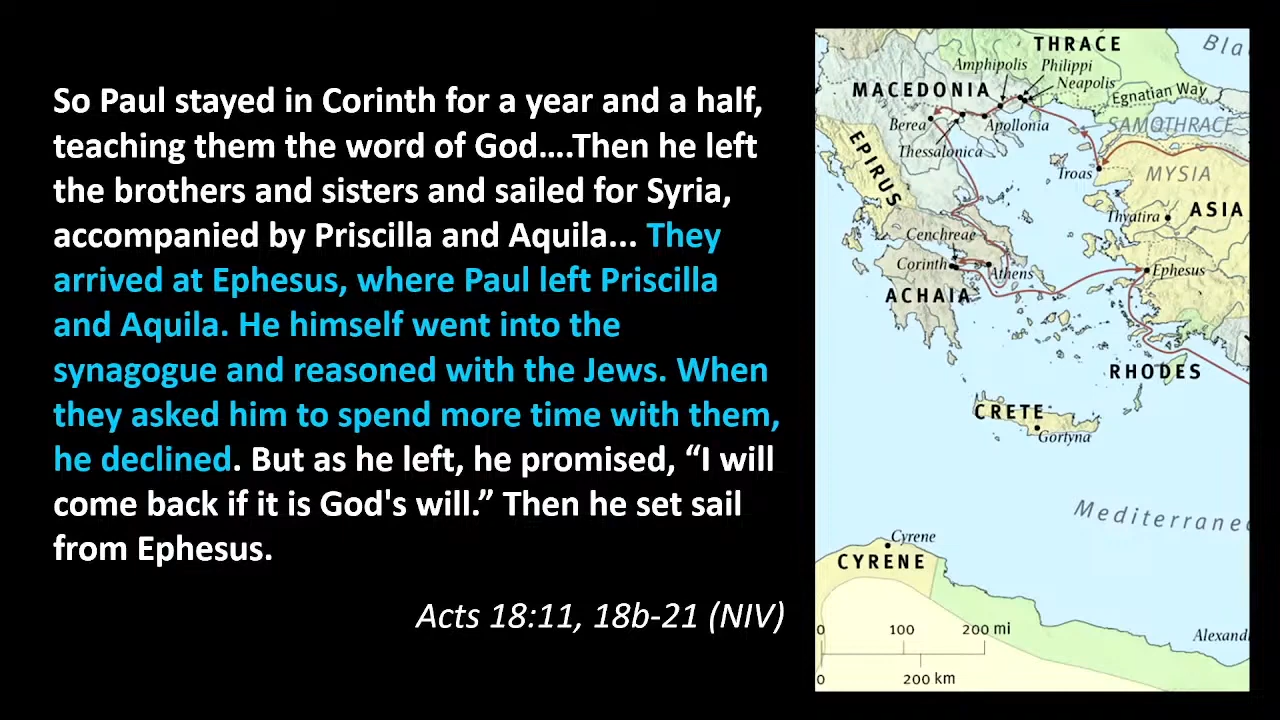 So Paul stayed in Corinth for a year and a half,
teaching them the word of God....Then he left
the brothers and sisters and sailed for Syria,
accompanied by Priscilla and Aquila... They
arrived at Ephesus, where Paul left Priscilla
and Aquila. He himself went into the
synagogue and reasoned with the Jews. When
they asked him to spend more time with them,
he declined. But as he left, he promised, “I will
come back if it is God's will.” Then he set sail
from Ephesus.
Acts 18:11, 18b-21 (NIV)
THRACE
Bla
Amphipolis
Philippi
Neapolis
MACEDONIA
Egnatian Way
Berea
Apollonia
SAMOTHRACE
EPIRUS
Thessalonica
Troas
MYSIA
Thyatira
ASIA
Cenchreae
Corinth
Athens
Ephesus
ACHAIA
RHODES
CRETE
Gortyna
Mediterrane
Cyrene
CYRENE
0 100 200 mi
Alexand
0 200 km